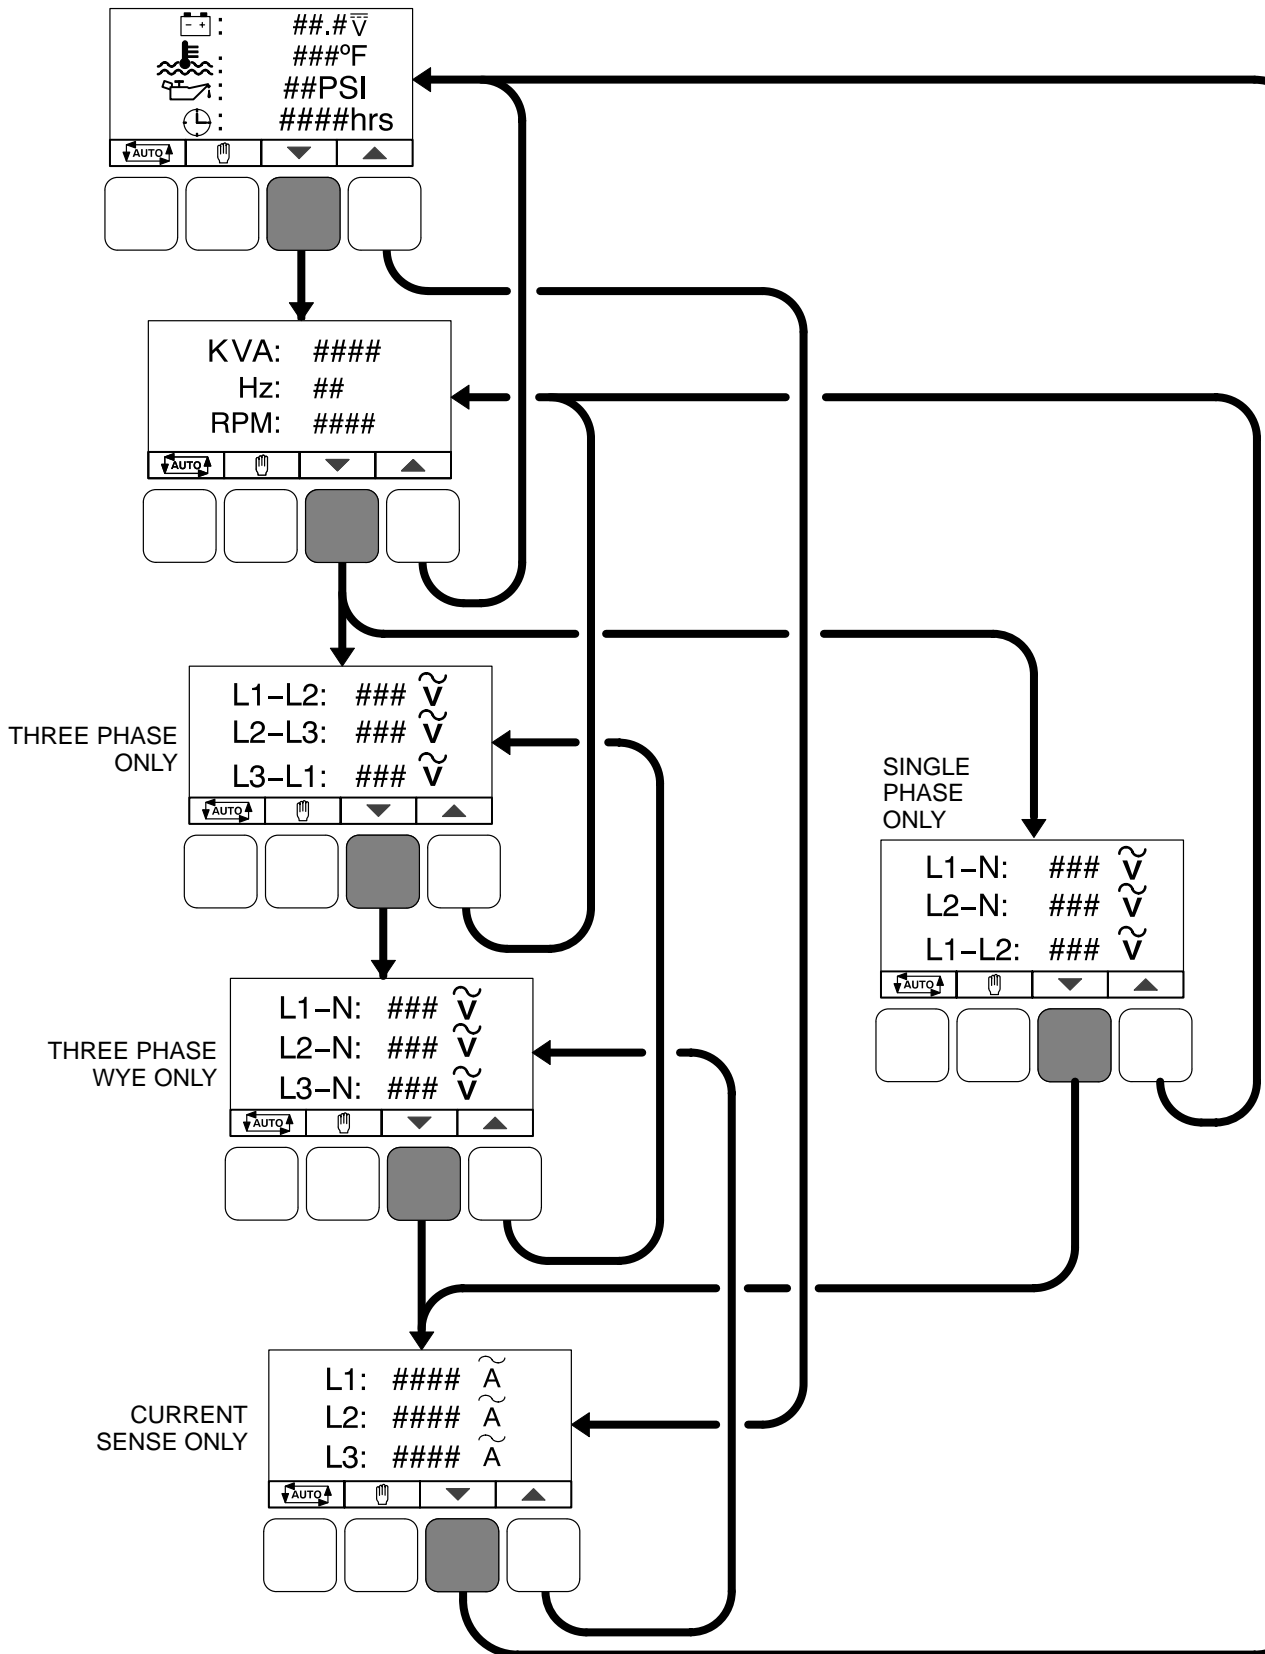 ##.# V
###ºF
##PSI
####hrs
AUTO
KVA: ####
Hz: ##
RPM: ####
AUTO
THREE PHASE
ONLY
L1–L2: ### V
L2–L3: ### V
L3–L1: ### V
AUTO
SINGLE
PHASE
ONLY
L1–N: ### V
L2–N: ### V
L1–L2: ### V
AUTO
THREE PHASE
WYE ONLY
L1–N: ### V
L2–N: ### V
L3–N: ### V
AUTO
CURRENT
SENSE ONLY
L1: #### A
L2: #### A
L3: #### A
AUTO